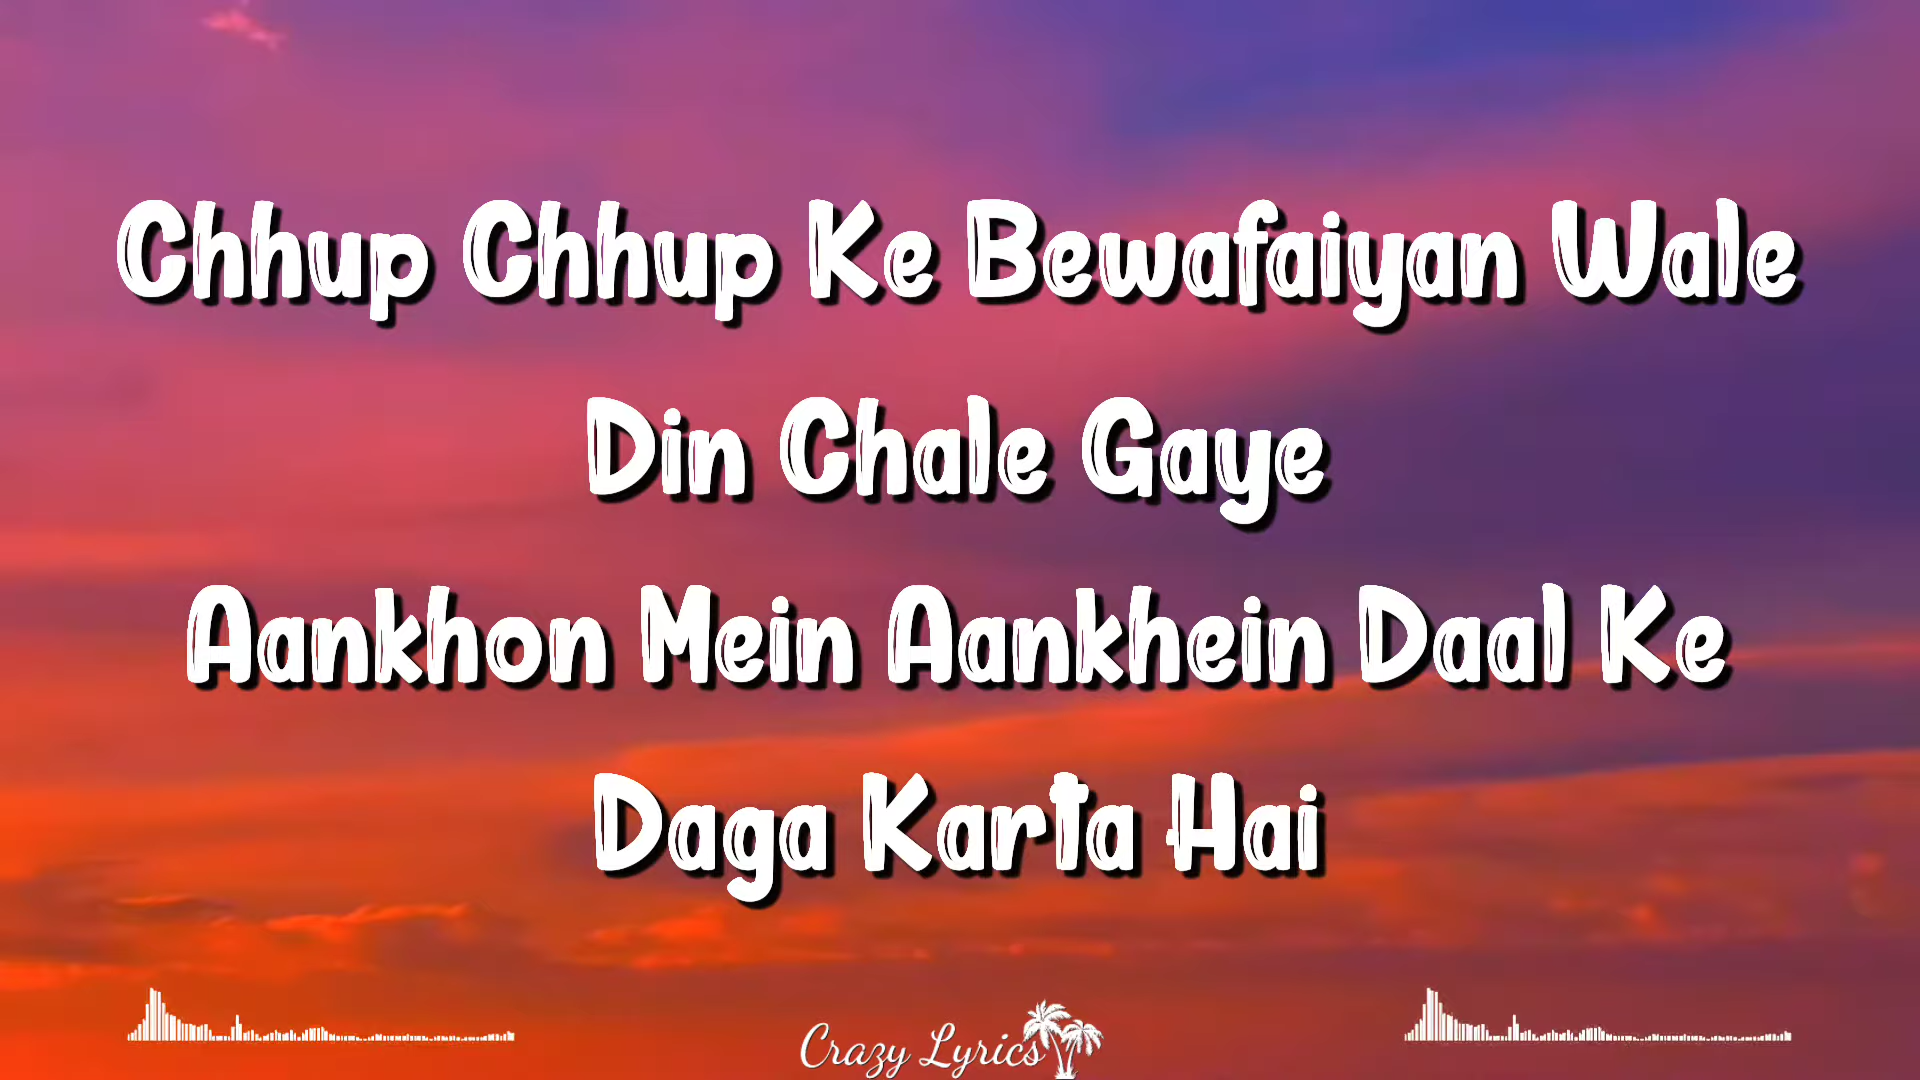 Chhup Chhup Ke Bewafaiyan Wale
Din Chale Gaye
Aankhon Mein Aankhein Daal Ke
Daga Karta Hai
Crazy Lyrics